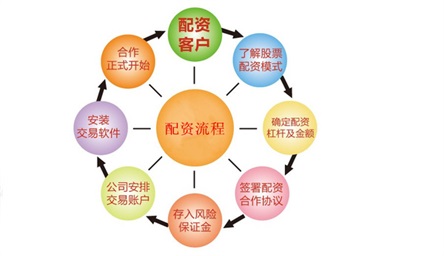 配资
客户
了解股票
配资模式
确定配资
杠杆及金额
签署配资
合作协议
存入风险
保证金
公司安排
交易账户
安装
交易软件
合作
正式开始
配资流程